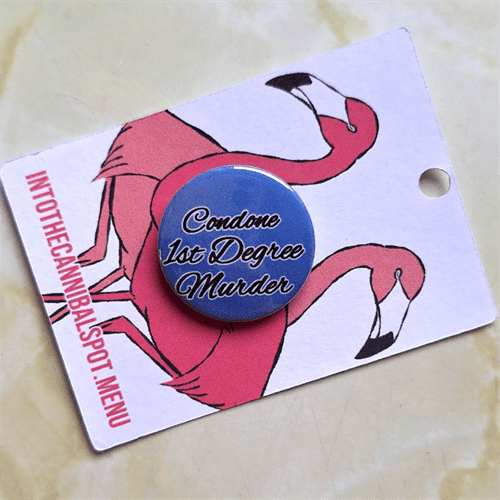 Condone
1st Degree
Murder
INTOTHECANNIBALSPOT.MENU